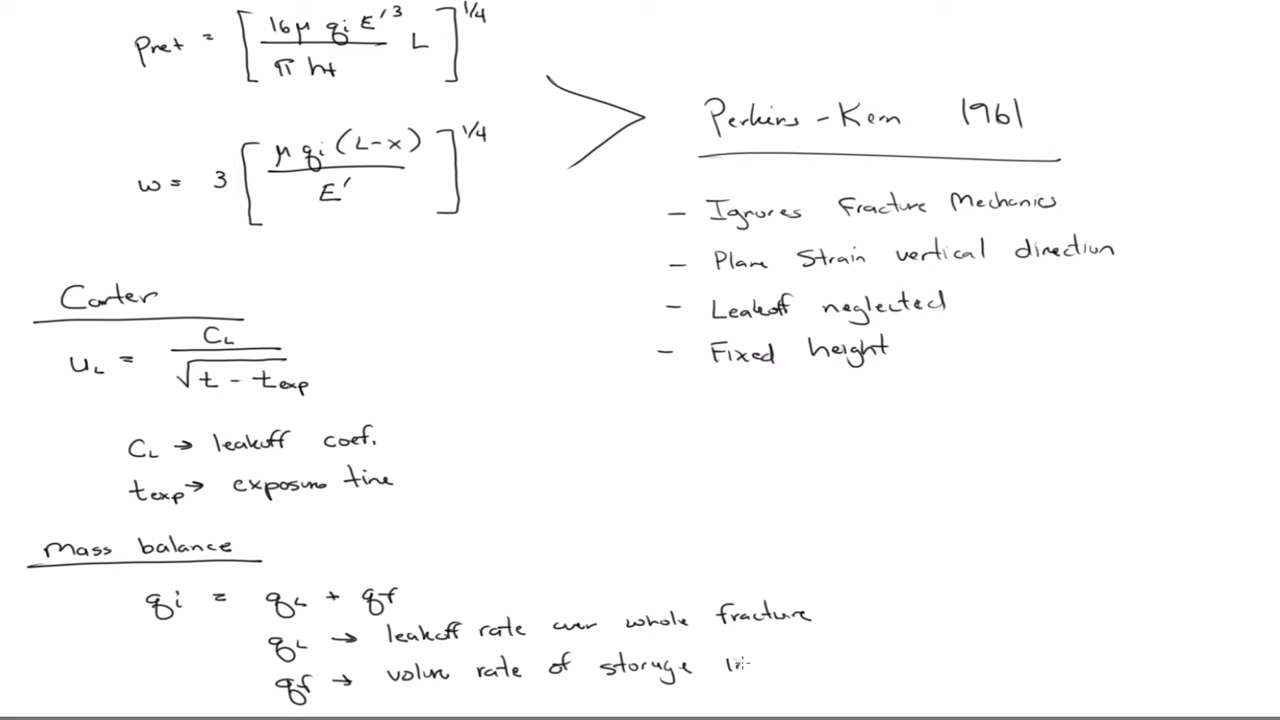 Pnet = [ 16μ qi E'³ / π hf L ]^1/4
w = 3 [ μ qi (L-x) / E' ]^1/4
Perkins - Kern 1961
- Ignores Fracture Mechanics
- Plane Strain vertical direction
- Leakoff neglected
- Fixed height
Carter
uL = CL / √t - texp
CL → leakoff coef.
texp → exposure time
Mass balance
qi = qL + qf
qL → leakoff rate over whole fracture
qf → volume rate of storage